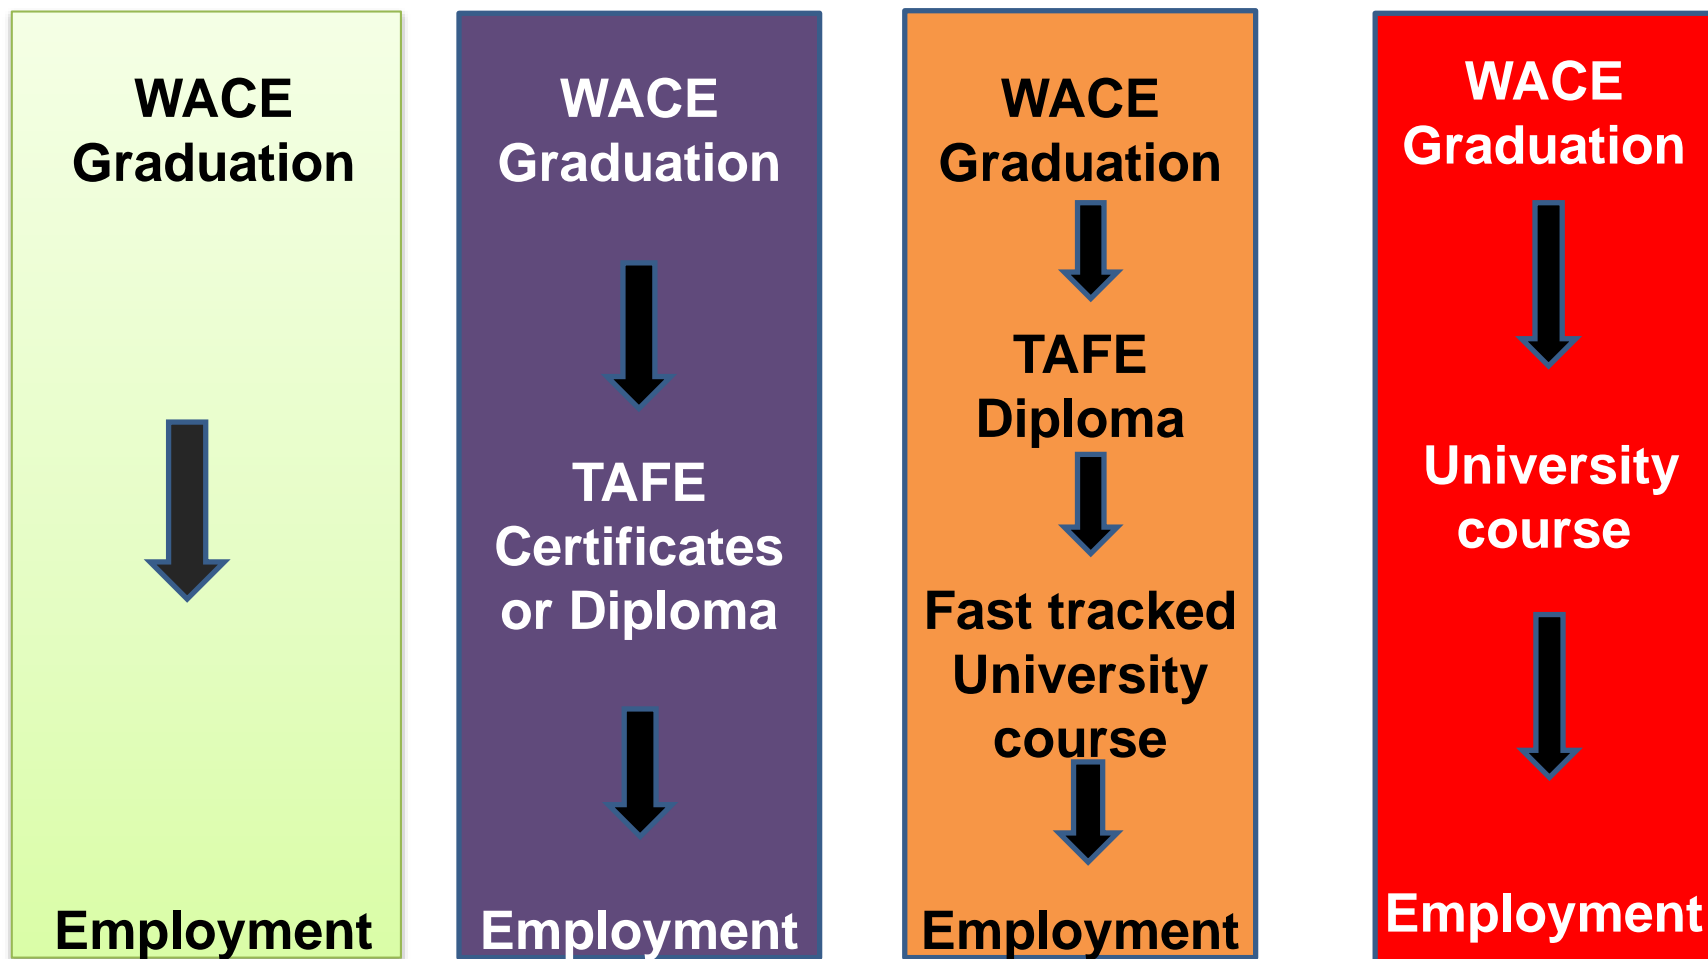 WACE
Graduation
Employment
WACE
Graduation
TAFE
Certificates
or Diploma
Employment
WACE
Graduation
TAFE
Diploma
Fast tracked
University
course
Employment
WACE
Graduation
University
course
Employment